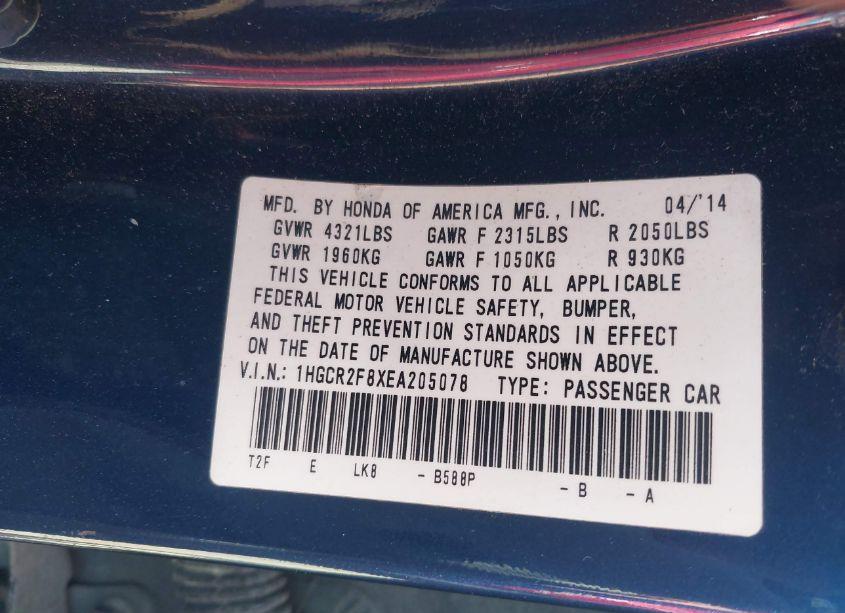 MFD. BY HONDA OF AMERICA MFG., INC. 04/'14
GVWR 4321LBS GAWR F 2315LBS R 2050LBS
GVWR 1960KG GAWR F 1050KG R 930KG
THIS VEHICLE CONFORMS TO ALL APPLICABLE
FEDERAL MOTOR VEHICLE SAFETY, BUMPER,
AND THEFT PREVENTION STANDARDS IN EFFECT
ON THE DATE OF MANUFACTURE SHOWN ABOVE.
V.I.N.: 1HGCR2F8XEA205078 TYPE: PASSENGER CAR
T2F E LK8 - B588P - B - A